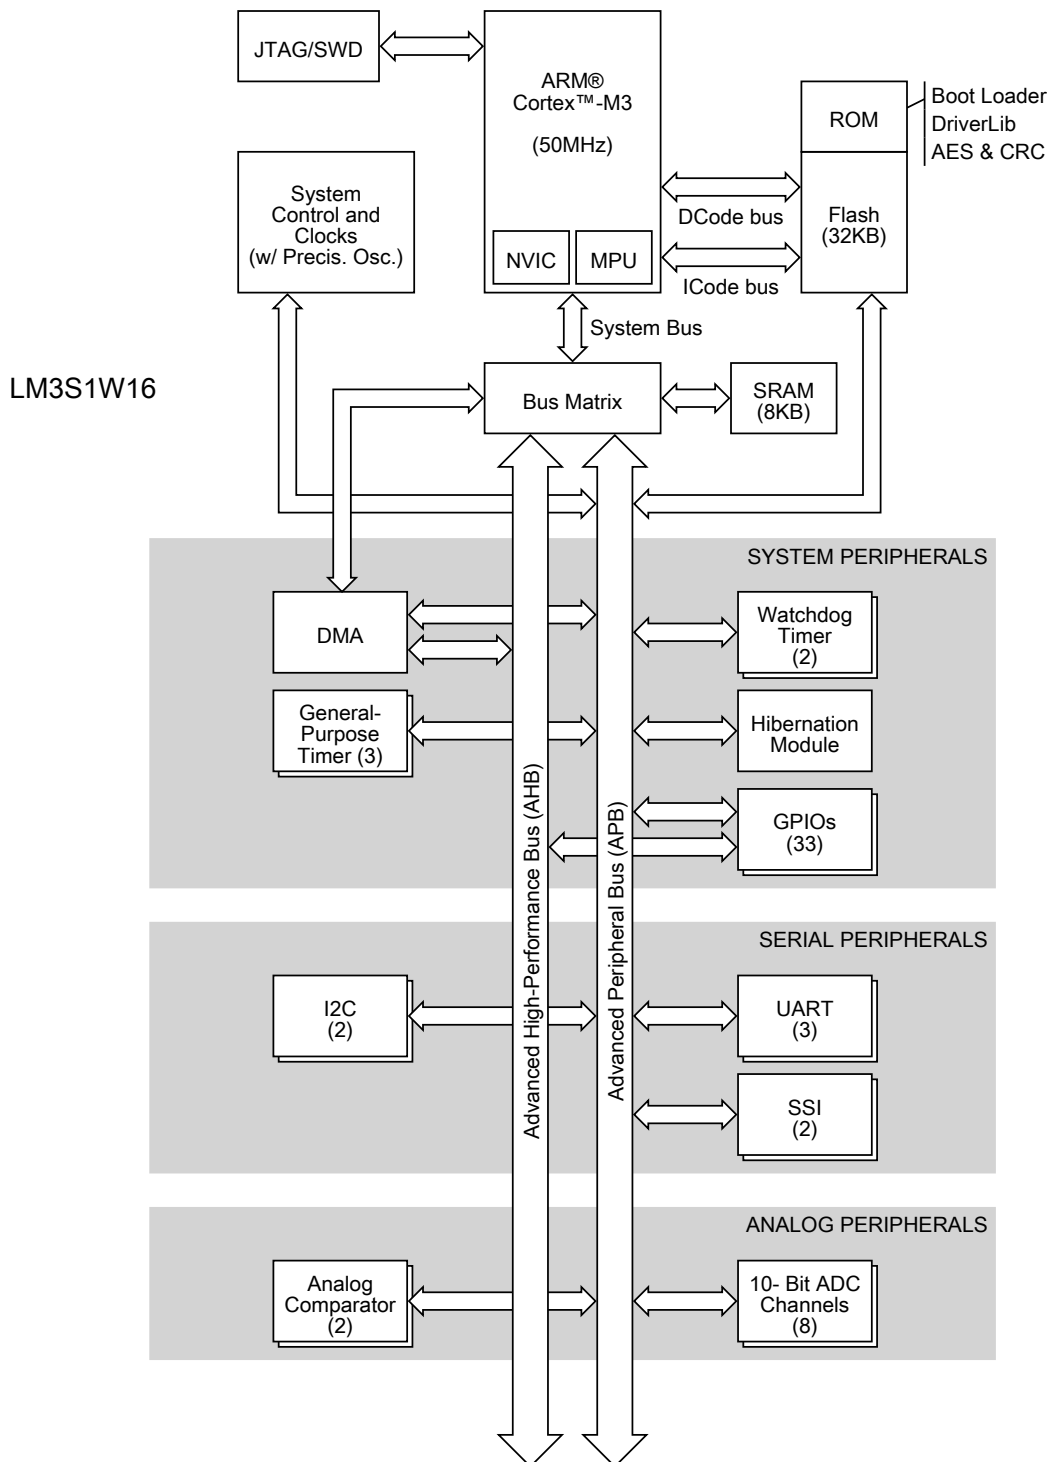 JTAG/SWD
ARM®
Cortex™-M3
(50MHz)
NVIC
MPU
ROM
Boot Loader
DriverLib
AES & CRC
System
Control and
Clocks
(w/ Precis. Osc.)
DCode bus
Flash
(32KB)
ICode bus
System Bus
LM3S1W16
Bus Matrix
SRAM
(8KB)
SYSTEM PERIPHERALS
DMA
Watchdog
Timer
(2)
General-
Purpose
Timer (3)
Hibernation
Module
GPIOs
(33)
Advanced High-Performance Bus (AHB)
Advanced Peripheral Bus (APB)
SERIAL PERIPHERALS
I2C
(2)
UART
(3)
SSI
(2)
ANALOG PERIPHERALS
Analog
Comparator
(2)
10- Bit ADC
Channels
(8)